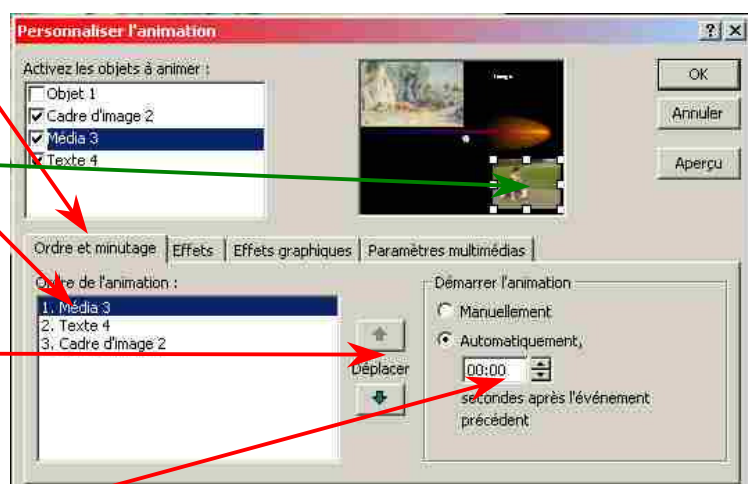 Personnaliser l'animation
Activez les objets à animer :
Objet 1
Cadre d'image 2
Média 3
Texte 4
OK
Annuler
Aperçu
Ordre et minutage
Effets
Effets graphiques
Paramètres multimédias
Ordre de l'animation :
1. Média 3
2. Texte 4
3. Cadre d'image 2
Déplacer
Démarrer l'animation
Manuellement
Automatiquement,
00:00
secondes après l'événement
précédent